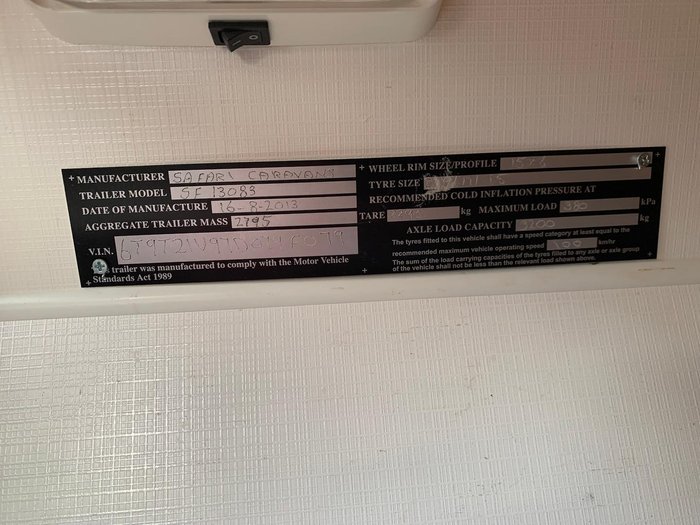 MANUFACTURER SAFARI CARAVANS
TRAILER MODEL SF 13083
DATE OF MANUFACTURE 16-8-2013
AGGREGATE TRAILER MASS 2795
V.I.N.
trailer was manufactured to comply with the Motor Vehicle
Standards Act 1989
WHEEL RIM SIZE/PROFILE
TYRE SIZE
RECOMMENDED COLD INFLATION PRESSURE AT
TARE kg MAXIMUM LOAD 380 kPa
AXLE LOAD CAPACITY kg
The tyres fitted to this vehicle shall have a speed category at least equal to the
recommended maximum vehicle operating speed 100 km/hr
The sum of the load carrying capacities of the tyres fitted to any axle or axle group
of the vehicle shall not be less than the relevant load shown above.